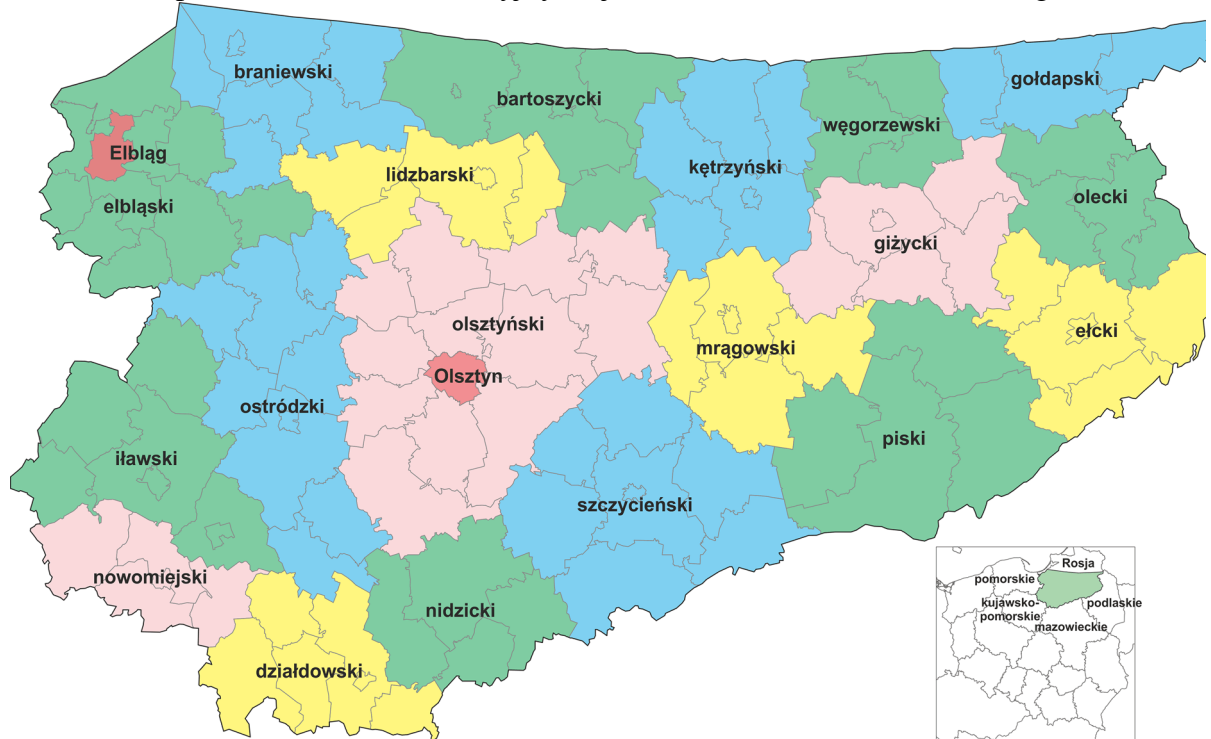 braniewski
gołdapski
bartoszycki
węgorzewski
Elbląg
kętrzyński
lidzbarski
olecki
elbląski
giżycki
olsztyński
ełcki
mrągowski
Olsztyn
ostródzki
piski
iławski
szczycieński
nowomiejski
nidzicki
działdowski
Rosja
pomorskie
kujawsko-
pomorskie
podlaskie
mazowieckie